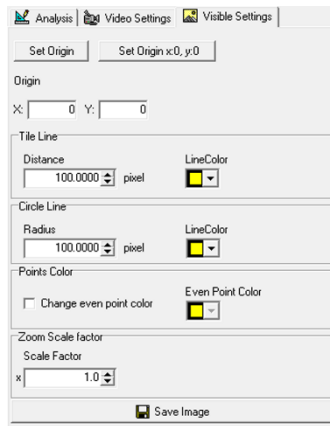 Analysis Video Settings Visible Settings
Set Origin Set Origin x:0, y:0
Origin
X: 0 Y: 0
Tile Line
Distance LineColor
100.0000 pixel
Circle Line
Radius LineColor
100.0000 pixel
Points Color
Even Point Color
Change even point color
Zoom Scale factor
Scale Factor
x 1.0
Save Image